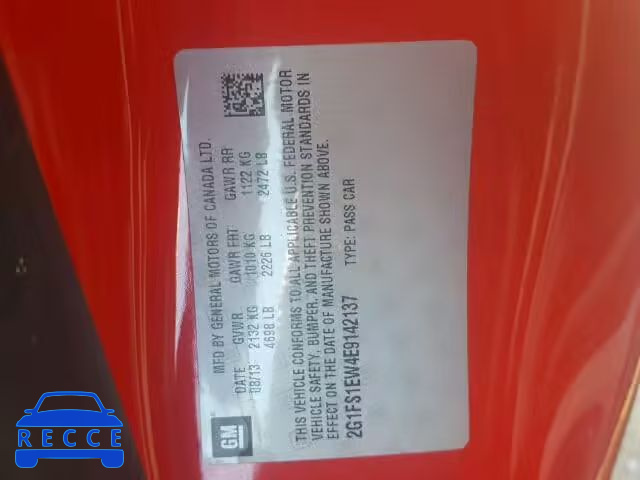 MFD BY GENERAL MOTORS OF CANADA LTD.
DATE GVWR GAWR FRT GAWR RR
08/13 2132 KG 1010 KG 1122 KG
4698 LB 2226 LB 2472 LB
THIS VEHICLE CONFORMS TO ALL APPLICABLE U.S. FEDERAL MOTOR
VEHICLE SAFETY, BUMPER, AND THEFT PREVENTION STANDARDS IN
EFFECT ON THE DATE OF MANUFACTURE SHOWN ABOVE.
2G1FS1EW4E9142137 TYPE: PASS CAR
GM
RECCE